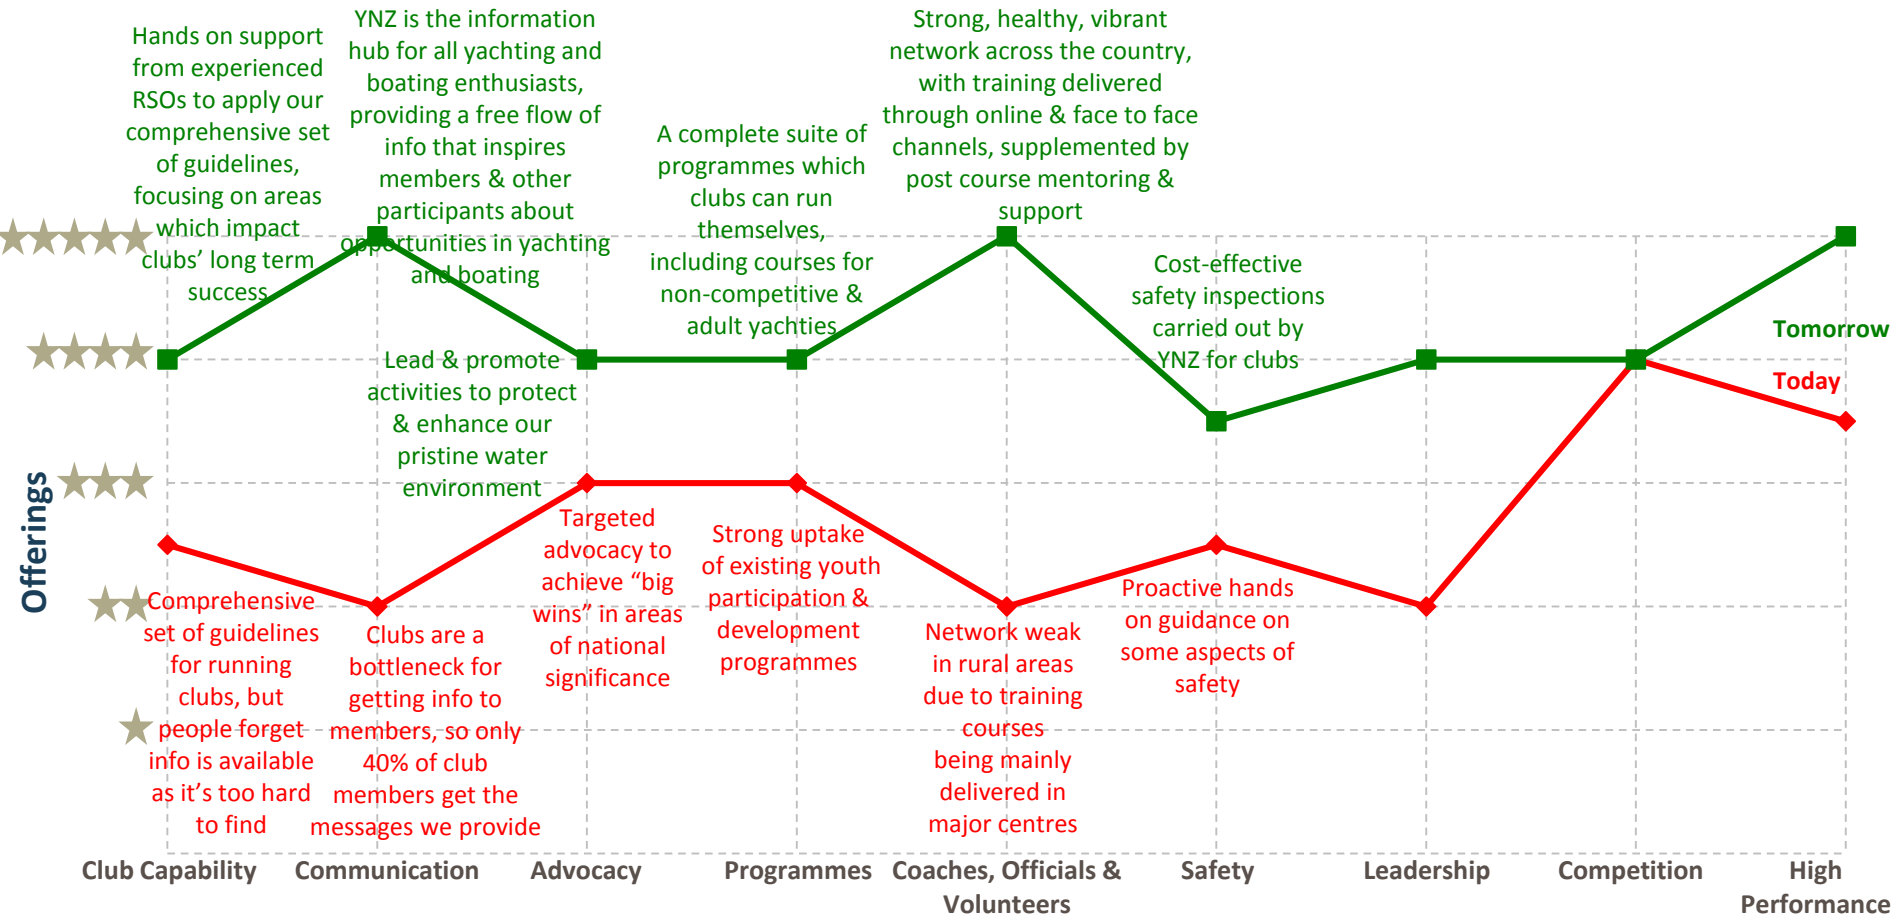 Hands on support
from experienced
RSOs to apply our
comprehensive set
of guidelines,
focusing on areas
which impact
clubs’ long term
success
YNZ is the information
hub for all yachting and
boating enthusiasts,
providing a free flow of
info that inspires
members & other
participants about
opportunities in yachting
and boating
Lead & promote
activities to protect
& enhance our
pristine water
environment
A complete suite of
programmes which
clubs can run
themselves,
including courses for
non-competitive &
adult yachties
Strong, healthy, vibrant
network across the country,
with training delivered
through online & face to face
channels, supplemented by
post course mentoring &
support
Cost-effective
safety inspections
carried out by
YNZ for clubs
Tomorrow
Today
Offerings
Comprehensive
set of guidelines
for running
clubs, but
people forget
info is available
as it’s too hard
to find
Clubs are a
bottleneck for
getting info to
members, so only
40% of club
members get the
messages we provide
Targeted
advocacy to
achieve “big
wins” in areas
of national
significance
Strong uptake
of existing youth
participation &
development
programmes
Network weak
in rural areas
due to training
courses
being mainly
delivered in
major centres
Proactive hands
on guidance on
some aspects of
safety
Club Capability
Communication
Advocacy
Programmes
Coaches, Officials &
Volunteers
Safety
Leadership
Competition
High
Performance